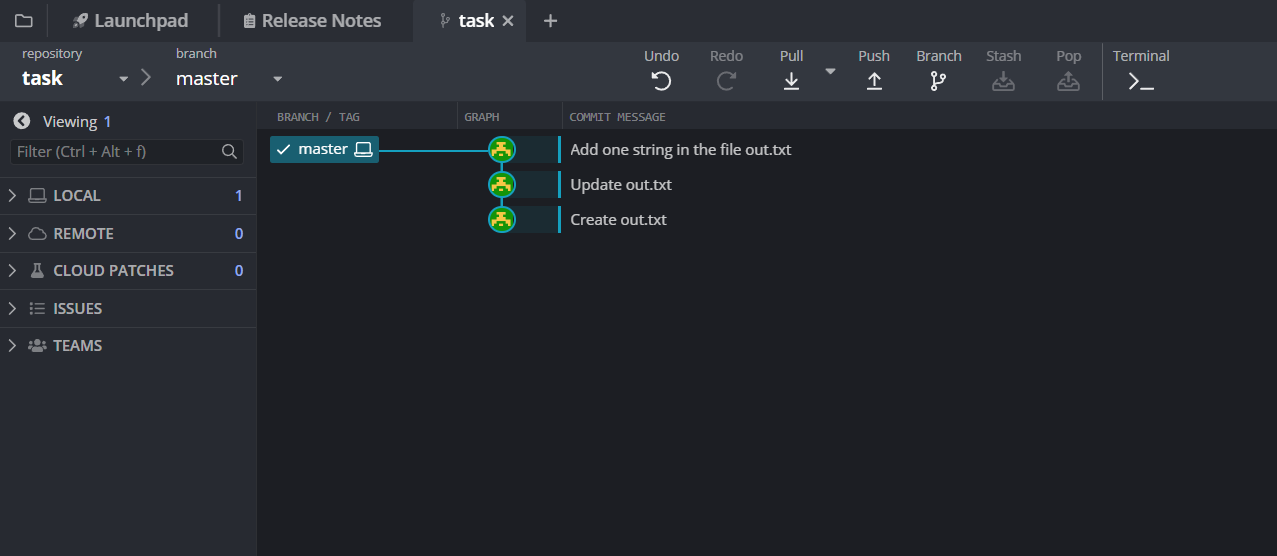 Launchpad Release Notes task
repository branch
task master
Undo Redo Pull Push Branch Stash Pop Terminal
Viewing 1
Filter (Ctrl + Alt + f)
LOCAL 1
REMOTE 0
CLOUD PATCHES 0
ISSUES
TEAMS
BRANCH / TAG GRAPH COMMIT MESSAGE
master Add one string in the file out.txt
Update out.txt
Create out.txt